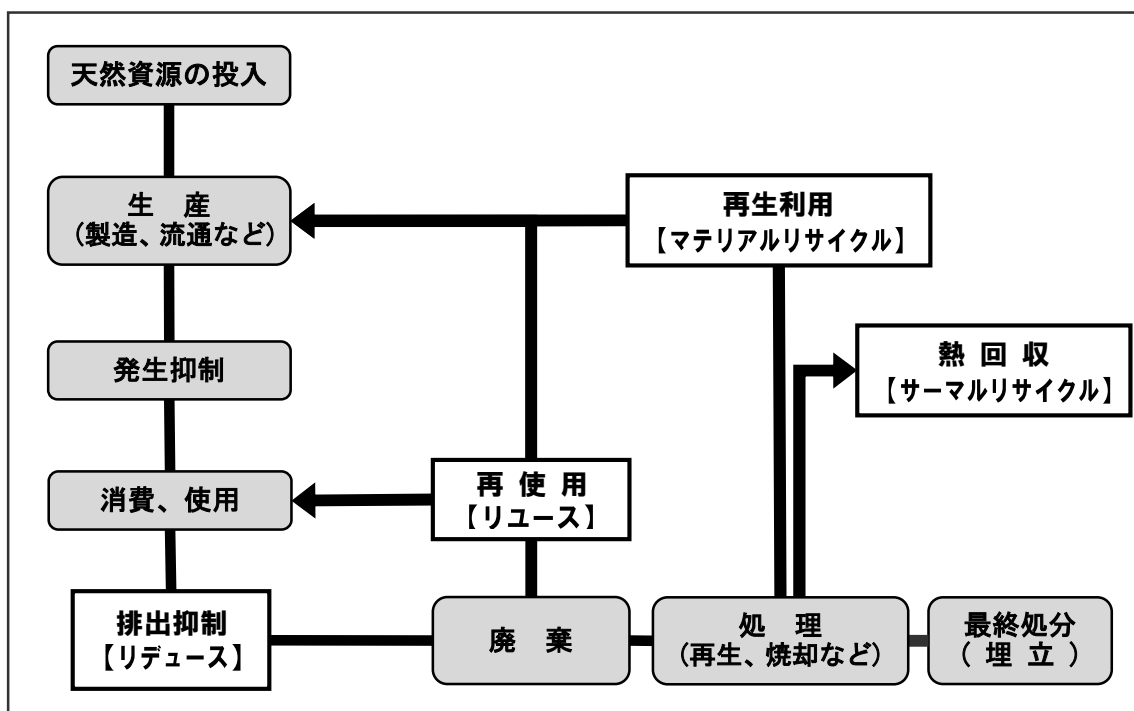 天然資源の投入
生　産
（製造、流通など）
再生利用
【マテリアルリサイクル】
熱 回 収
【サーマルリサイクル】
発生抑制
再 使 用
【リユース】
消費、使用
排出抑制
【リデュース】
廃　棄
処　理
（再生、焼却など）
最終処分
（ 埋 立 ）